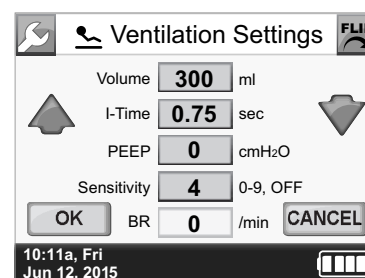 Ventilation Settings FLI
Volume 300 ml
I-Time 0.75 sec
PEEP 0 cmH2O
Sensitivity 4 0-9, OFF
OK BR 0 /min CANCEL
10:11a, Fri
Jun 12, 2015